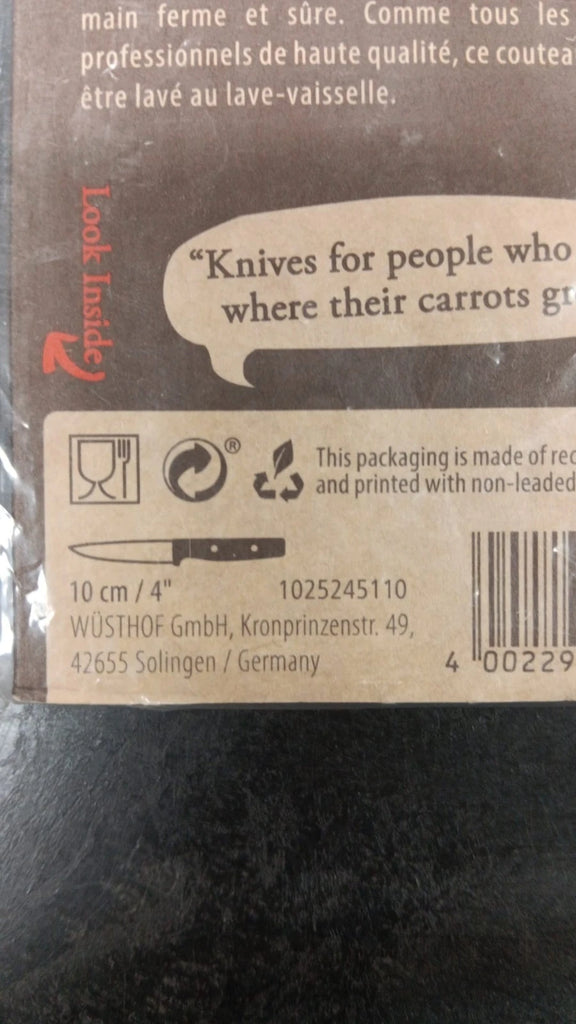 main ferme et sûre. Comme tous les
professionnels de haute qualité, ce
être lavé au lave-vaisselle.
Look Inside
“Knives for people who
where their carrots
®
This packaging is made of
and printed with non-leaded
10 cm / 4" 1025245110
WÜSTHOF GmbH, Kronprinzenstr. 49,
42655 Solingen / Germany
4 00229